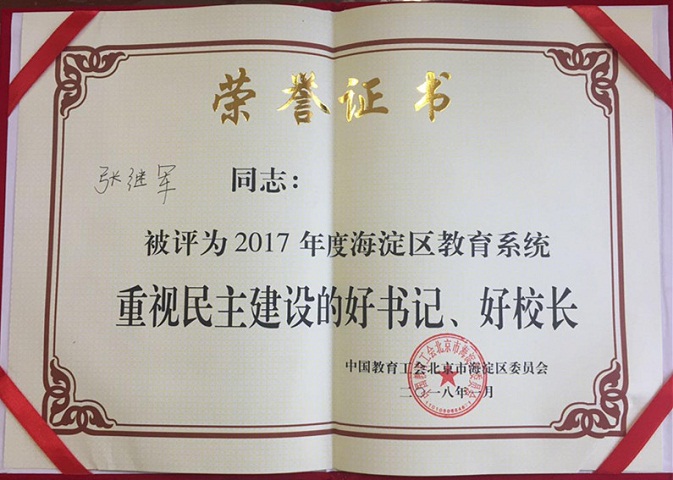 荣誉证书
张继军 同志：
被评为2017年度海淀区教育系统
重视民主建设的好书记、好校长
中国教育工会北京市海淀区委员会
二〇一八年一月